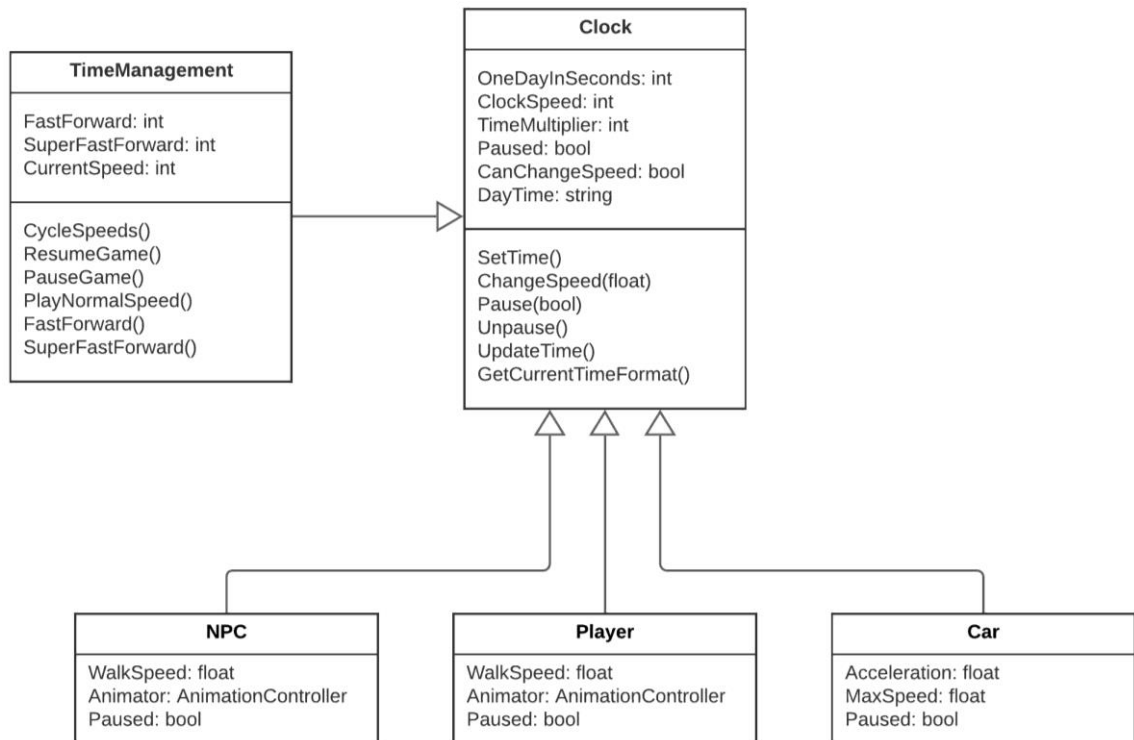 TimeManagement
FastForward: int
SuperFastForward: int
CurrentSpeed: int
CycleSpeeds()
ResumeGame()
PauseGame()
PlayNormalSpeed()
FastForward()
SuperFastForward()
Clock
OneDayInSeconds: int
ClockSpeed: int
TimeMultiplier: int
Paused: bool
CanChangeSpeed: bool
DayTime: string
SetTime()
ChangeSpeed(float)
Pause(bool)
Unpause()
UpdateTime()
GetCurrentTimeFormat()
NPC
WalkSpeed: float
Animator: AnimationController
Paused: bool
Player
WalkSpeed: float
Animator: AnimationController
Paused: bool
Car
Acceleration: float
MaxSpeed: float
Paused: bool